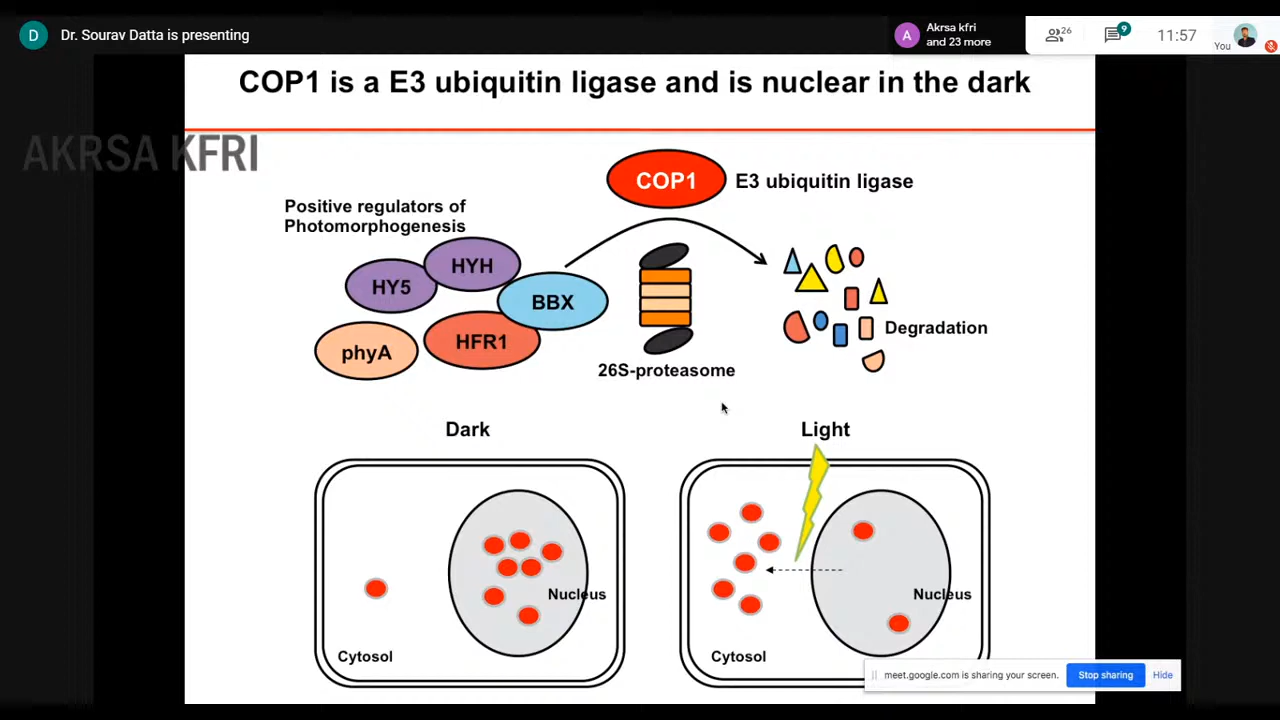 D
Dr. Sourav Datta is presenting
A
Akrsa kfri
and 23 more
26
9
11:57
You
COP1 is a E3 ubiquitin ligase and is nuclear in the dark
AKRSA KFRI
COP1
E3 ubiquitin ligase
Positive regulators of
Photomorphogenesis
HYH
HY5
BBX
HFR1
phyA
Degradation
26S-proteasome
Dark
Light
Nucleus
Nucleus
Cytosol
Cytosol
meet.google.com is sharing your screen.
Stop sharing
Hide